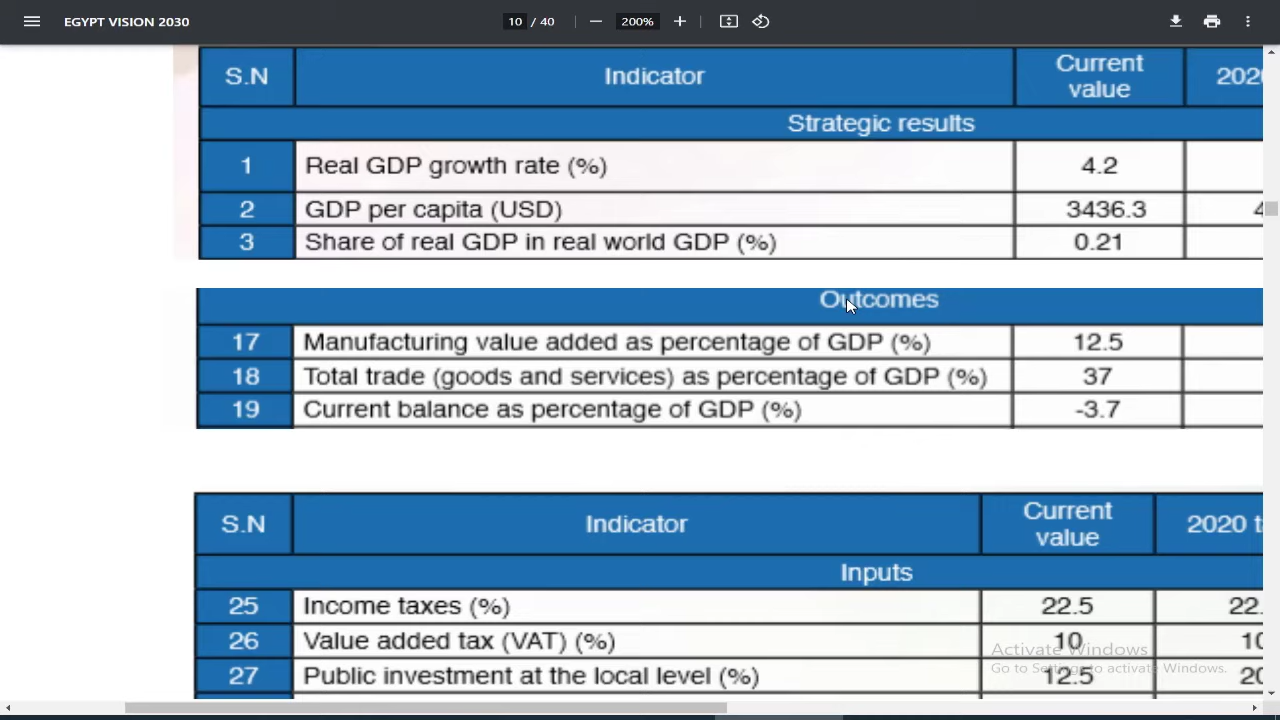 EGYPT VISION 2030 10 / 40 200%
S.N Indicator Current value
Strategic results
1 Real GDP growth rate (%) 4.2
2 GDP per capita (USD) 3436.3
3 Share of real GDP in real world GDP (%) 0.21
Outcomes
17 Manufacturing value added as percentage of GDP (%) 12.5
18 Total trade (goods and services) as percentage of GDP (%) 37
19 Current balance as percentage of GDP (%) -3.7
S.N Indicator Current value 2020
Inputs
25 Income taxes (%) 22.5 22.
26 Value added tax (VAT) (%) 10 10
Activate Windows
27 Public investment at the local level (%) 12.5 20
Go to Settings to activate Windows.